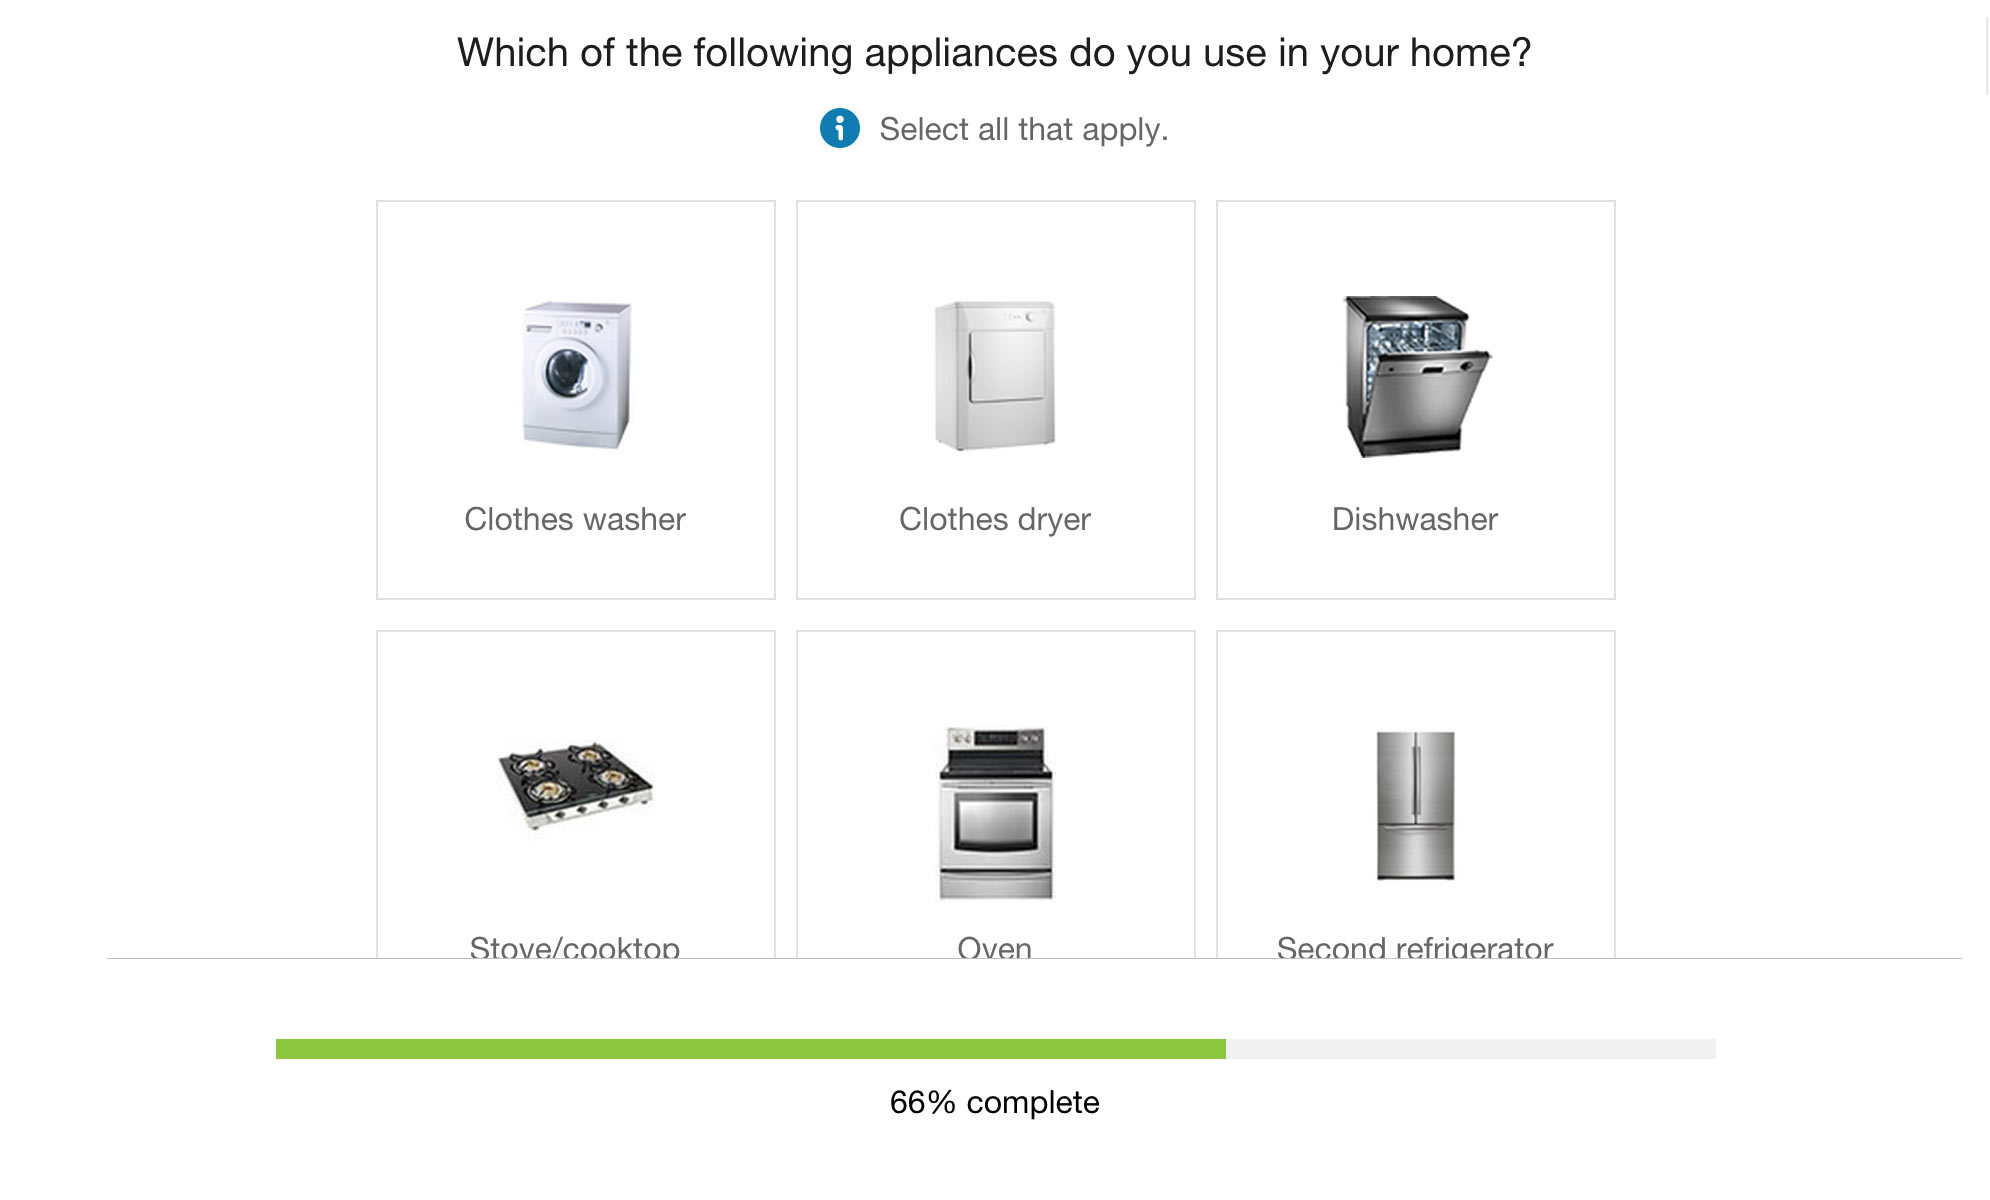 Which of the following appliances do you use in your home?
Select all that apply.
Clothes washer
Clothes dryer
Dishwasher
Stove/cooktop
Oven
Second refrigerator
66% complete